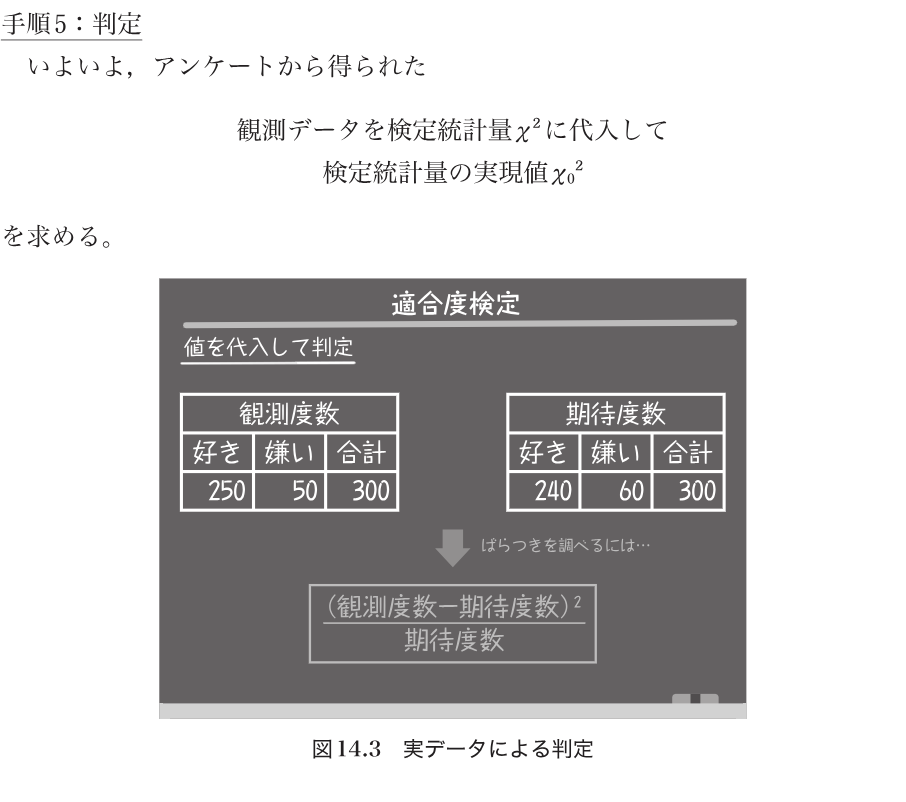 手順5:判定
いよいよ,アンケートから得られた
観測データを検定統計量χ²に代入して
検定統計量の実現値χ₀²
を求める。
適合度検定
値を代入して判定
観測度数
好き 嫌い 合計
250 50 300
期待度数
好き 嫌い 合計
240 60 300
ばらつきを調べるには…
(観測度数−期待度数)²
期待度数
図14.3 実データによる判定